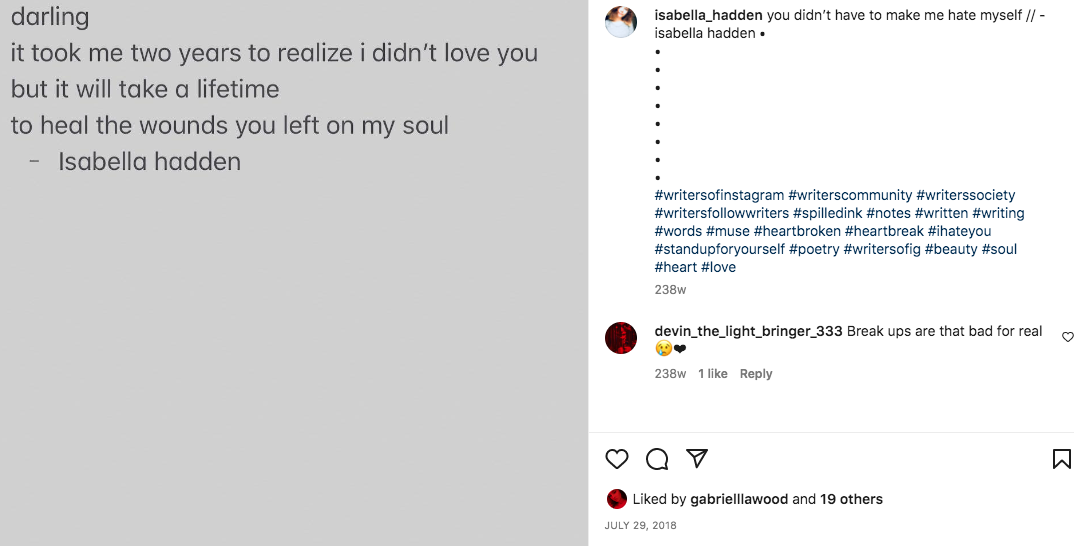 darling
it took me two years to realize i didn't love you
but it will take a lifetime
to heal the wounds you left on my soul
- Isabella hadden
isabella_hadden you didn't have to make me hate myself // -
isabella hadden •
•
•
•
•
•
•
•
•
#writersofinstagram #writerscommunity #writerssociety
#writersfollowwriters #spilledink #notes #written #writing
#words #muse #heartbroken #heartbreak #ihateyou
#standupforyourself #poetry #writersofig #beauty #soul
#heart #love
238w
devin_the_light_bringer_333 Break ups are that bad for real
😢❤
238w 1 like Reply
Liked by gabrielllawood and 19 others
JULY 29, 2018